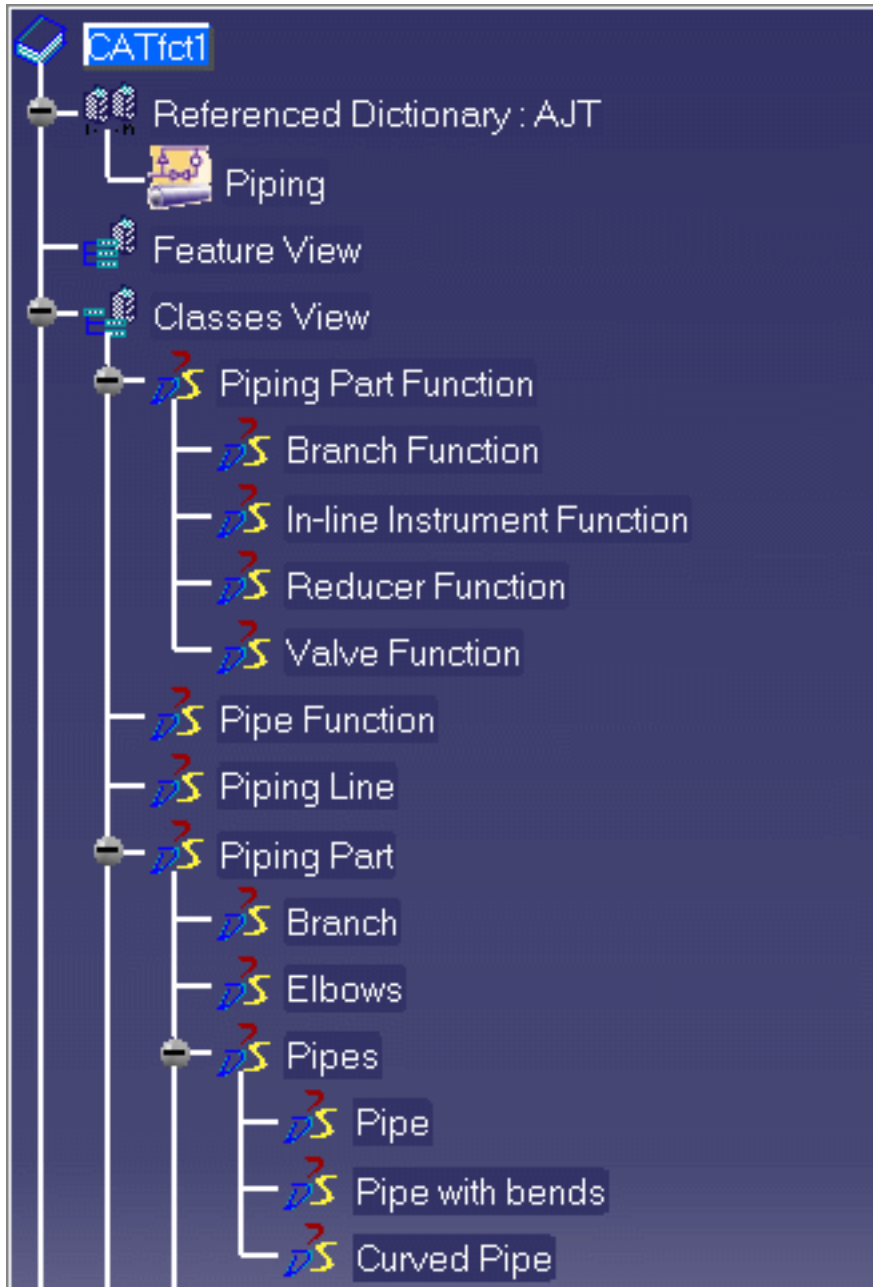 CATfct1
Referenced Dictionary : AJT
Piping
Feature View
Classes View
Piping Part Function
Branch Function
In-line Instrument Function
Reducer Function
Valve Function
Pipe Function
Piping Line
Piping Part
Branch
Elbows
Pipes
Pipe
Pipe with bends
Curved Pipe